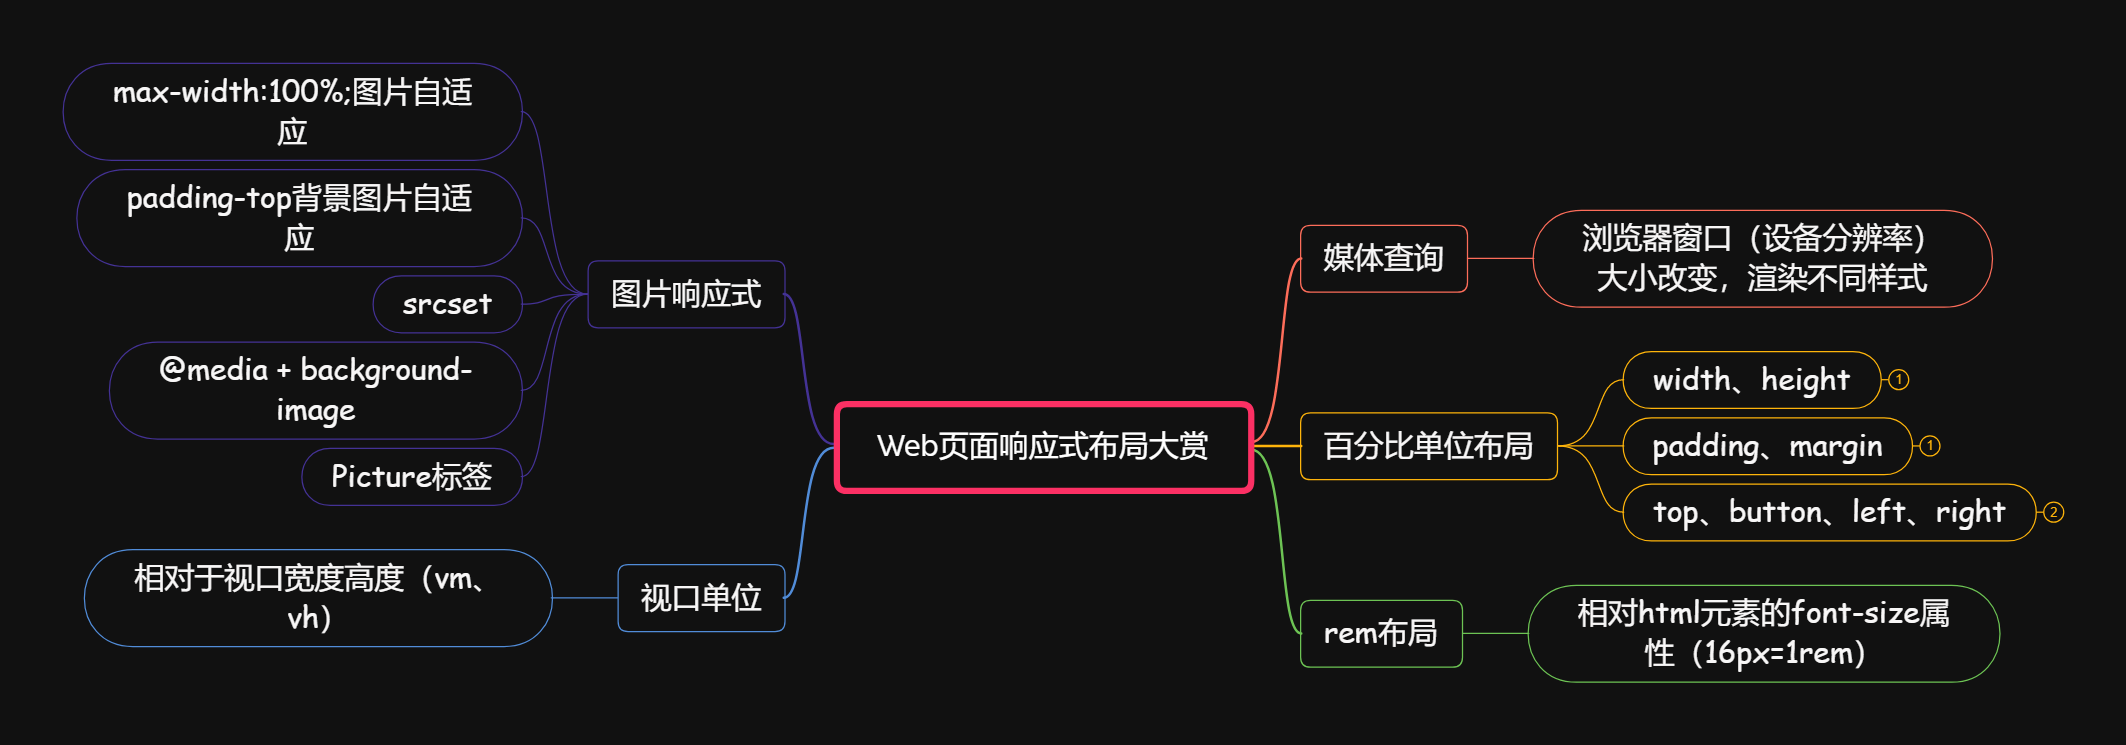 max-width:100%;图片自适
应
padding-top背景图片自适
应
srcset
@media + background-
image
Picture标签
图片响应式
相对于视口宽度高度（vm、
vh）
视口单位
Web页面响应式布局大赏
媒体查询
浏览器窗口（设备分辨率）
大小改变，渲染不同样式
百分比单位布局
width、height
1
padding、margin
1
top、button、left、right
2
rem布局
相对html元素的font-size属
性（16px=1rem）